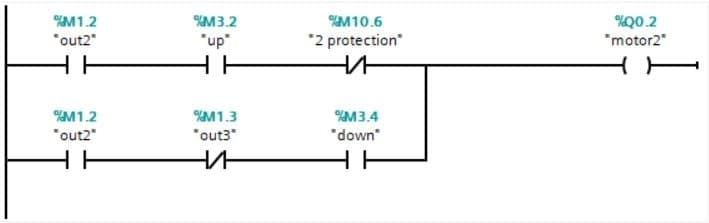 %M1.2 %M3.2 %M10.6 %Q0.2
"out2" "up" "2 protection" "motor2"
%M1.2 %M1.3 %M3.4
"out2" "out3" "down"